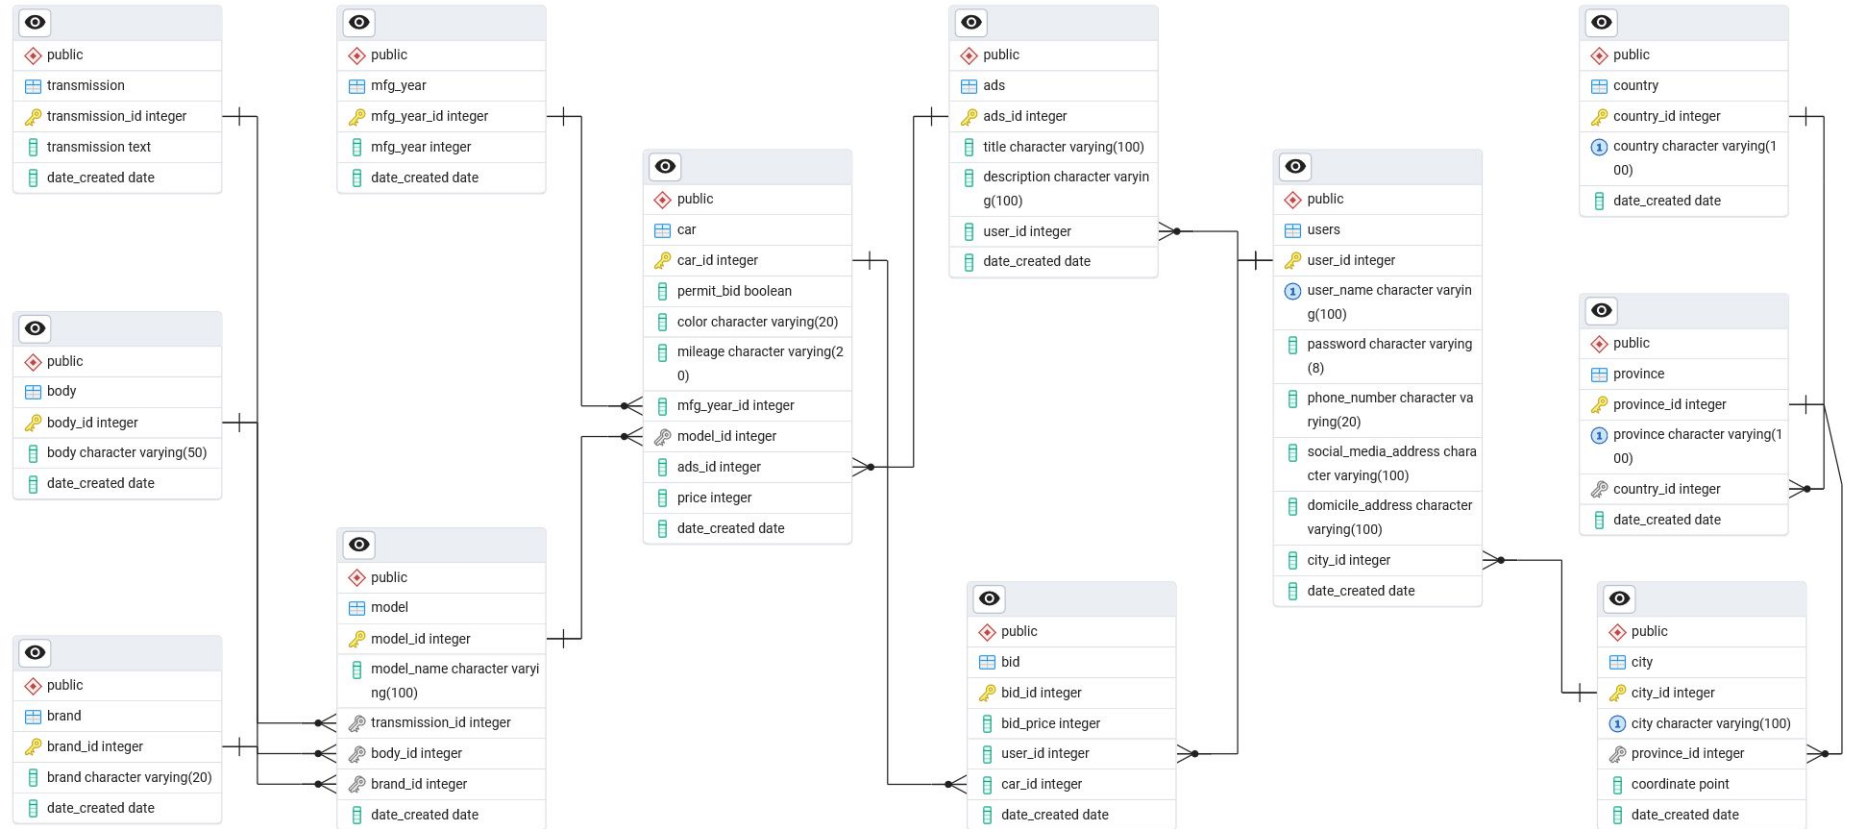 public
transmission
transmission_id integer
transmission text
date_created date
public
mfg_year
mfg_year_id integer
mfg_year integer
date_created date
public
ads
ads_id integer
title character varying(100)
description character varyin
g(100)
user_id integer
date_created date
public
country
country_id integer
country character varying(1
00)
date_created date
public
car
car_id integer
permit_bid boolean
color character varying(20)
mileage character varying(2
0)
mfg_year_id integer
model_id integer
ads_id integer
price integer
date_created date
public
users
user_id integer
user_name character varyin
g(100)
password character varying
(8)
phone_number character va
rying(20)
social_media_address chara
cter varying(100)
domicile_address character
varying(100)
city_id integer
date_created date
public
province
province_id integer
province character varying(1
00)
country_id integer
date_created date
public
body
body_id integer
body character varying(50)
date_created date
public
model
model_id integer
model_name character varyi
ng(100)
transmission_id integer
body_id integer
brand_id integer
date_created date
public
bid
bid_id integer
bid_price integer
user_id integer
car_id integer
date_created date
public
city
city_id integer
city character varying(100)
province_id integer
coordinate point
date_created date
public
brand
brand_id integer
brand character varying(20)
date_created date